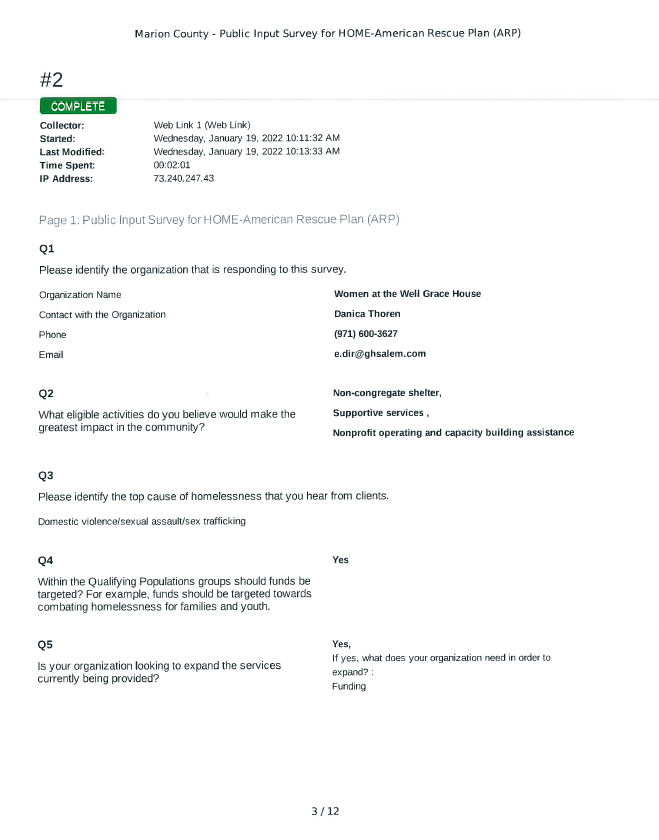 Marion County - Public Input Survey for HOME-American Rescue Plan (ARP)
#2
COMPLETE
Collector: Web Link 1 (Web Link)
Started: Wednesday, January 19, 2022 10:11:32 AM
Last Modified: Wednesday, January 19, 2022 10:13:33 AM
Time Spent: 00:02:01
IP Address: 73.240.247.43
Page 1: Public Input Survey for HOME-American Rescue Plan (ARP)
Q1
Please identify the organization that is responding to this survey.
Organization Name Women at the Well Grace House
Contact with the Organization Danica Thoren
Phone (971) 600-3627
Email e.dir@ghsalem.com
Q2
What eligible activities do you believe would make the
greatest impact in the community?
Non-congregate shelter,
Supportive services ,
Nonprofit operating and capacity building assistance
Q3
Please identify the top cause of homelessness that you hear from clients.
Domestic violence/sexual assault/sex trafficking
Q4
Within the Qualifying Populations groups should funds be
targeted? For example, funds should be targeted towards
combating homelessness for families and youth.
Yes
Q5
Is your organization looking to expand the services
currently being provided?
Yes,
If yes, what does your organization need in order to
expand? :
Funding
3 / 12